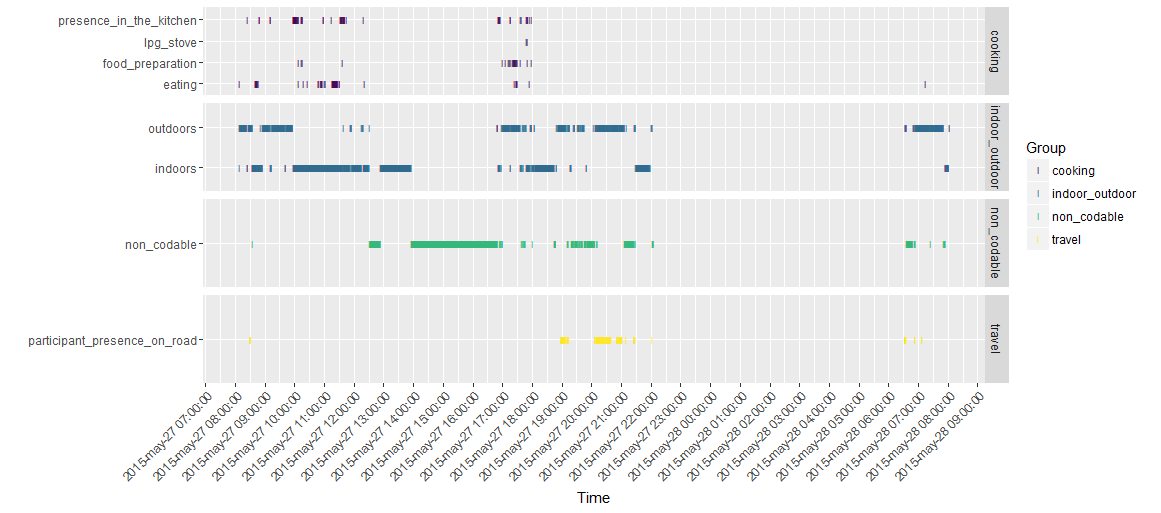 presence_in_the_kitchen
lpg_stove
food_preparation
eating
cooking
outdoors
indoors
indoor_outdoor
non_codable
non_codable
participant_presence_on_road
travel
Group
cooking
indoor_outdoor
non_codable
travel
2015-may-27 07:00:00
2015-may-27 08:00:00
2015-may-27 09:00:00
2015-may-27 10:00:00
2015-may-27 11:00:00
2015-may-27 12:00:00
2015-may-27 13:00:00
2015-may-27 14:00:00
2015-may-27 15:00:00
2015-may-27 16:00:00
2015-may-27 17:00:00
2015-may-27 18:00:00
2015-may-27 19:00:00
2015-may-27 20:00:00
2015-may-27 21:00:00
2015-may-27 22:00:00
2015-may-27 23:00:00
2015-may-28 00:00:00
2015-may-28 01:00:00
2015-may-28 02:00:00
2015-may-28 03:00:00
2015-may-28 04:00:00
2015-may-28 05:00:00
2015-may-28 06:00:00
2015-may-28 07:00:00
2015-may-28 08:00:00
2015-may-28 09:00:00
Time